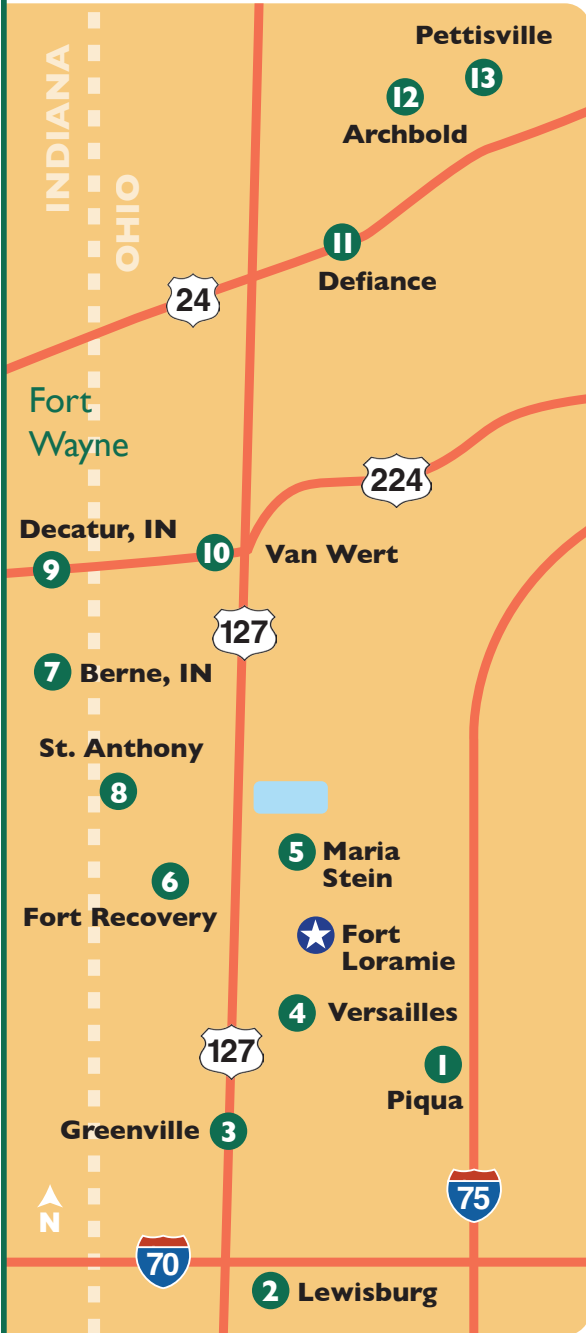 Pettisville
13
12
Archbold
INDIANA
OHIO
11
Defiance
24
Fort
Wayne
224
Decatur, IN
10
Van Wert
9
127
7
Berne, IN
St. Anthony
8
5
Maria
Stein
6
Fort Recovery
Fort
Loramie
4
Versailles
127
1
Piqua
Greenville
3
75
N
70
2
Lewisburg